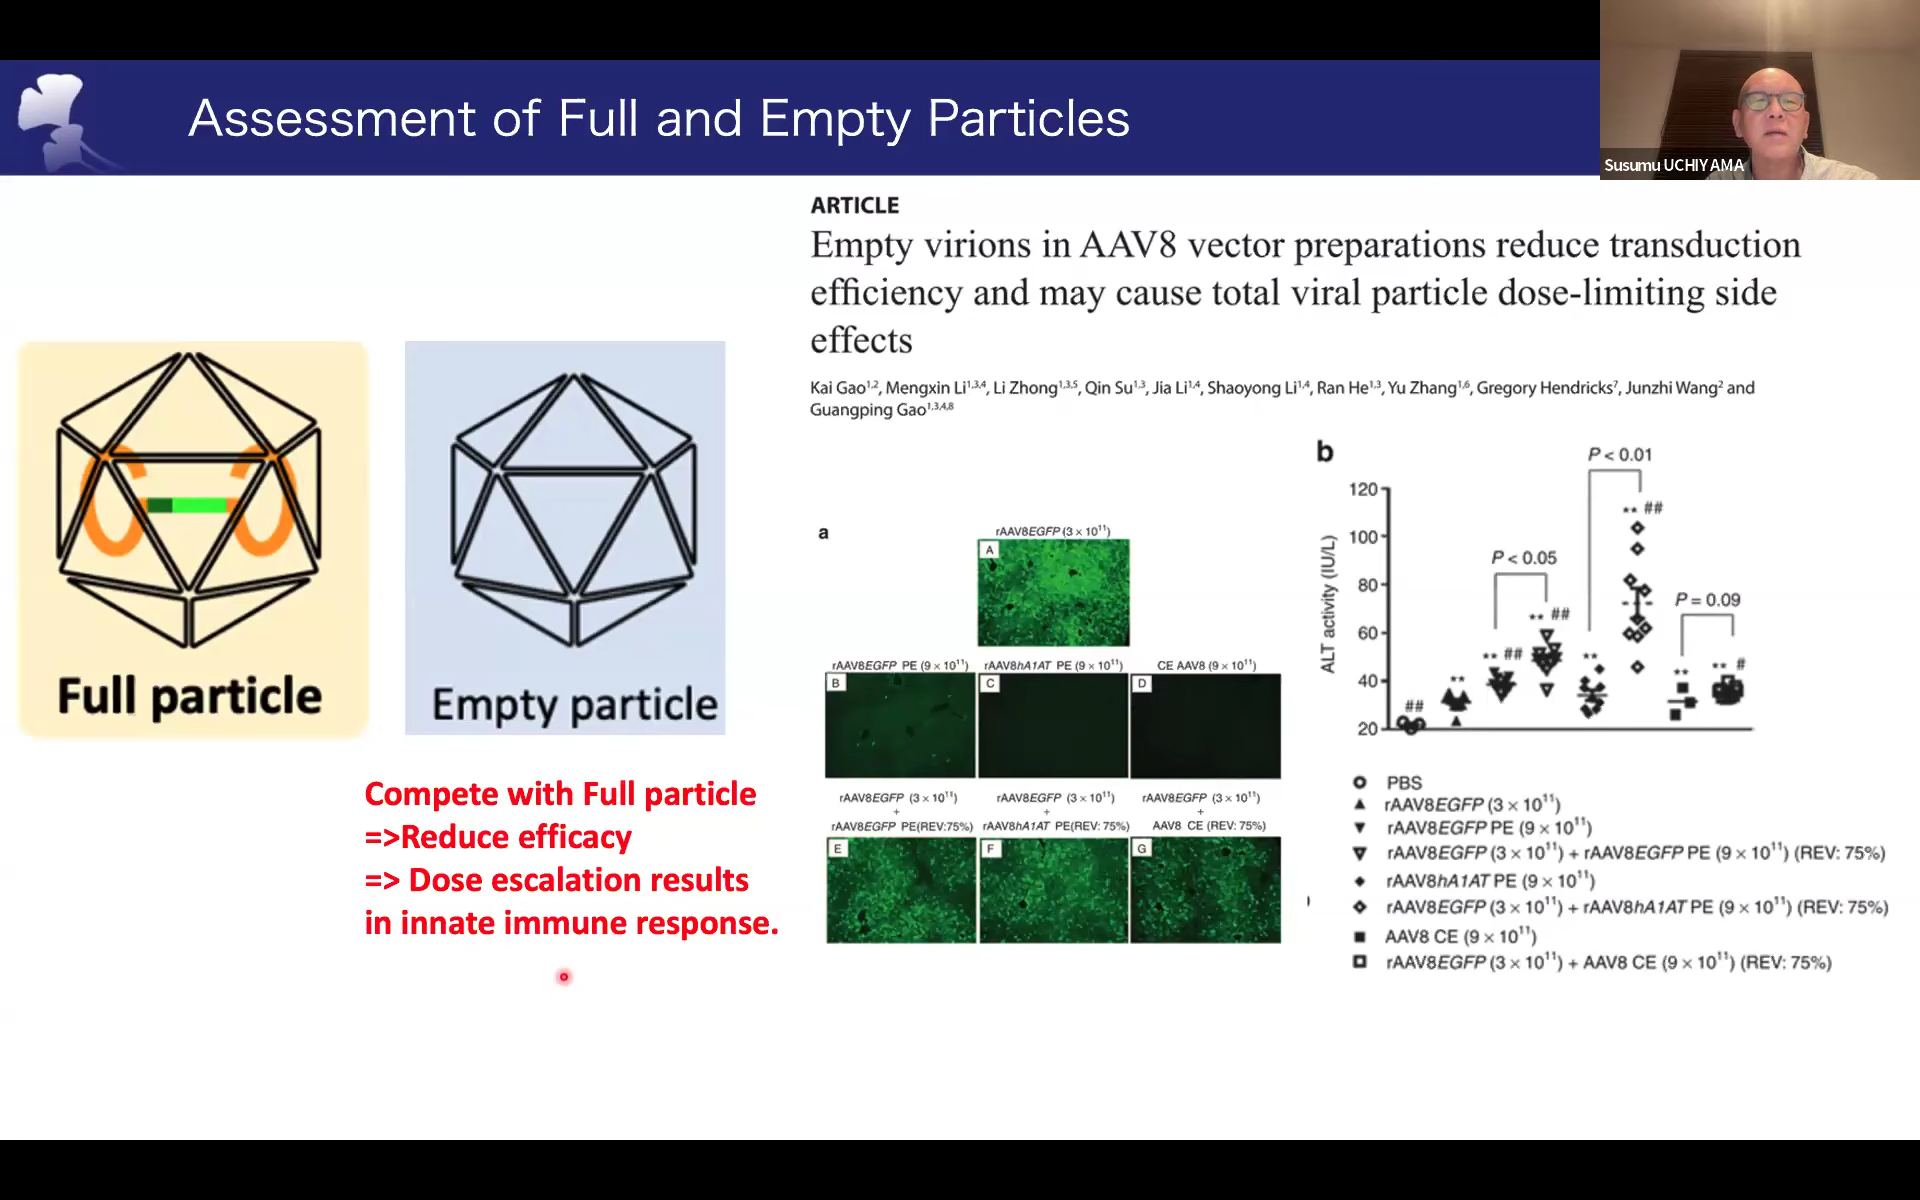 Assessment of Full and Empty Particles
Susumu UCHIYAMA
ARTICLE
Empty virions in AAV8 vector preparations reduce transduction
efficiency and may cause total viral particle dose-limiting side
effects
Kai Gao1,2, Mengxin Li1,3,4, Li Zhong1,3,5, Qin Su1,3, Jia Li1,4, Shaoyong Li1,4, Ran He1,3, Yu Zhang1,6, Gregory Hendricks7, Junzhi Wang2 and
Guangping Gao1,3,4,8
Full particle
Empty particle
Compete with Full particle
=>Reduce efficacy
=> Dose escalation results
in innate immune response.
a
rAAV8EGFP (3 × 10¹¹)
A
rAAV8EGFP PE (9 × 10¹¹) rAAV8hA1AT PE (9 × 10¹¹) CE AAV8 (9 × 10¹¹)
B C D
rAAV8EGFP (3 × 10¹¹) rAAV8EGFP (3 × 10¹¹) rAAV8EGFP (3 × 10¹¹)
+ + +
rAAV8EGFP PE(REV:75%) rAAV8hA1AT PE(REV: 75%) AAV8 CE (REV: 75%)
E F G
b
ALT activity (IU/L)
120
100
80
60
40
20
P < 0.01
** ##
P < 0.05
P = 0.09
** ##
** ##
**
** #
**
**
##
PBS
rAAV8EGFP (3 × 10¹¹)
rAAV8EGFP PE (9 × 10¹¹)
rAAV8EGFP (3 × 10¹¹) + rAAV8EGFP PE (9 × 10¹¹) (REV: 75%)
rAAV8hA1AT PE (9 × 10¹¹)
rAAV8EGFP (3 × 10¹¹) + rAAV8hA1AT PE (9 × 10¹¹) (REV: 75%)
AAV8 CE (9 × 10¹¹)
rAAV8EGFP (3 × 10¹¹) + AAV8 CE (9 × 10¹¹) (REV: 75%)